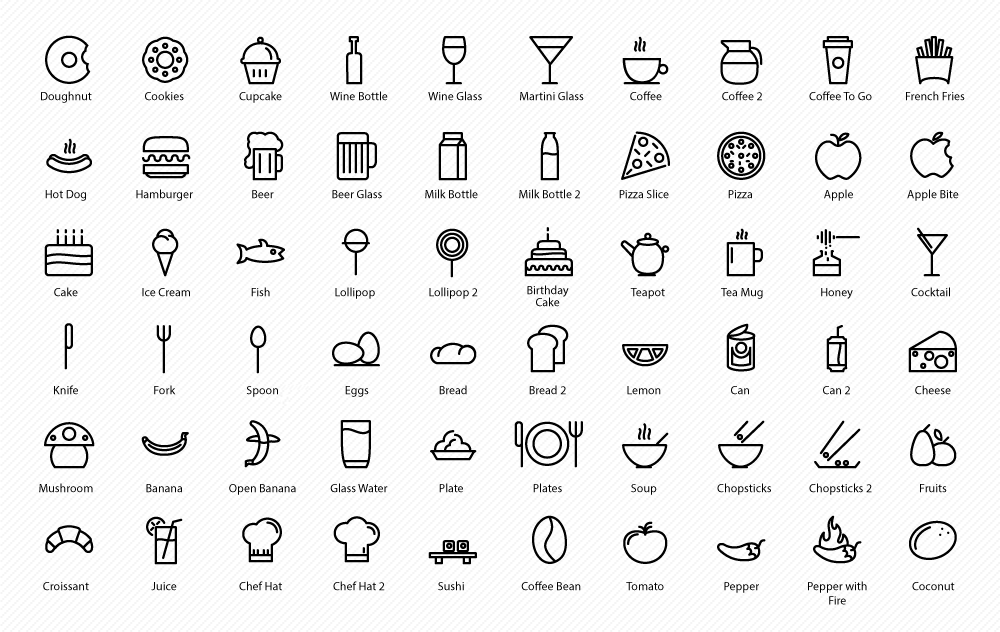 Doughnut Cookies Cupcake Wine Bottle Wine Glass Martini Glass Coffee Coffee 2 Coffee To Go French Fries
Hot Dog Hamburger Beer Beer Glass Milk Bottle Milk Bottle 2 Pizza Slice Pizza Apple Apple Bite
Cake Ice Cream Fish Lollipop Lollipop 2 Birthday Cake Teapot Tea Mug Honey Cocktail
Knife Fork Spoon Eggs Bread Bread 2 Lemon Can Can 2 Cheese
Mushroom Banana Open Banana Glass Water Plate Plates Soup Chopsticks Chopsticks 2 Fruits
Croissant Juice Chef Hat Chef Hat 2 Sushi Coffee Bean Tomato Pepper Pepper with Fire Coconut